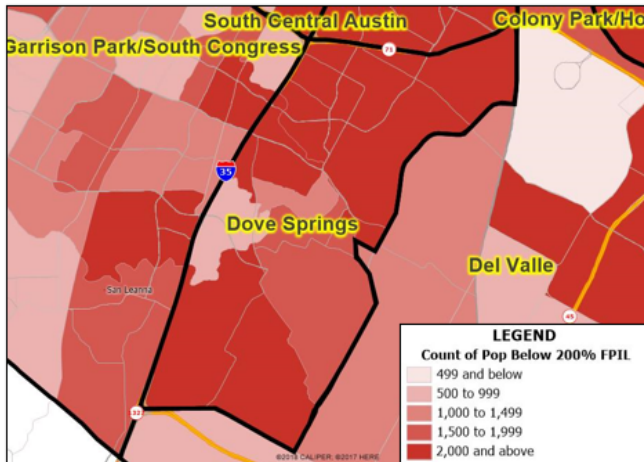 South Central Austin
Colony Park/Ho
Garrison Park/South Congress
71
35
Dove Springs
Del Valle
San Leanna
45
LEGEND
Count of Pop Below 200% FPIL
499 and below
500 to 999
1,000 to 1,499
1,500 to 1,999
2,000 and above
©2018 CALIPER; ©2017 HERE